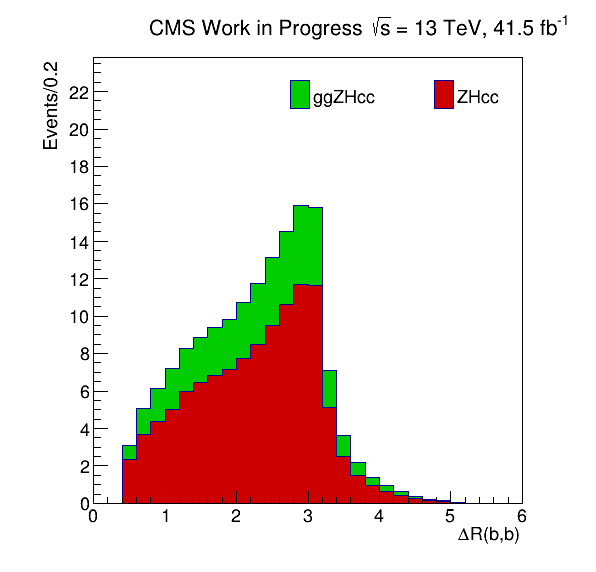 CMS Work in Progress √s = 13 TeV, 41.5 fb⁻¹
Events/0.2
ggZHcc
ZHcc
22
20
18
16
14
12
10
8
6
4
2
0
0 1 2 3 4 5 6
ΔR(b,b)